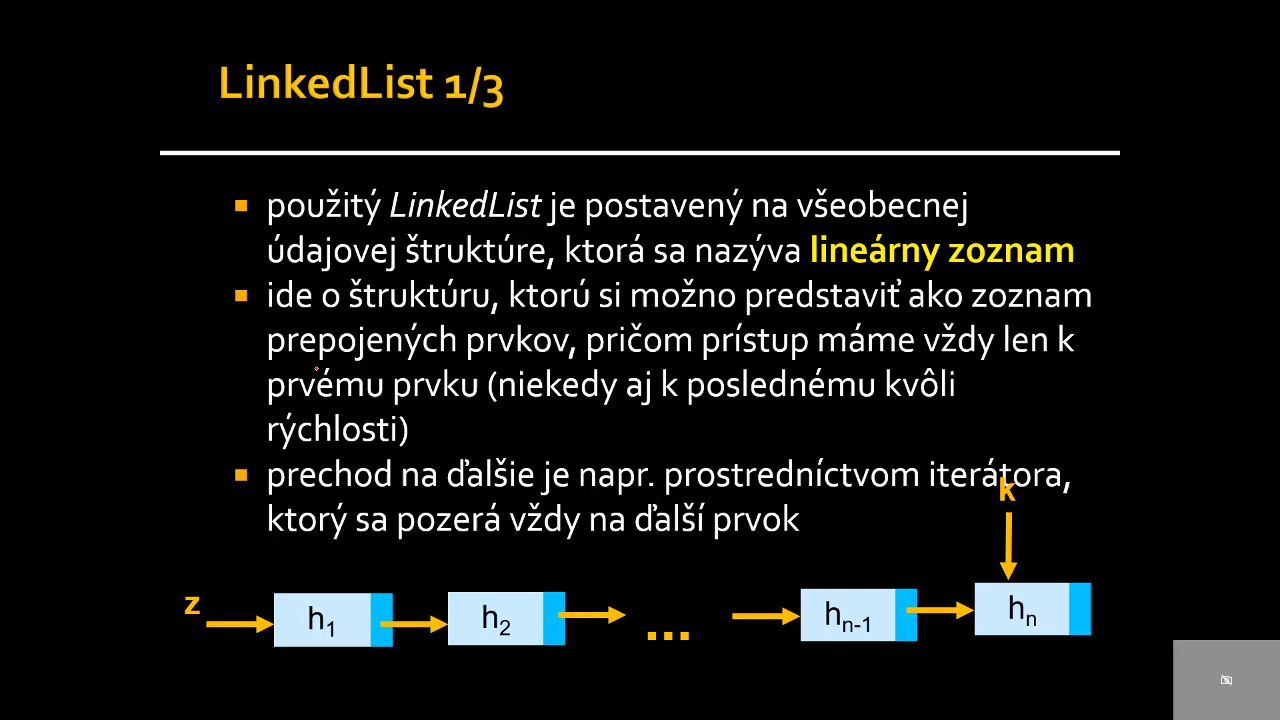 LinkedList 1/3
použitý LinkedList je postavený na všeobecnej
údajovej štruktúre, ktorá sa nazýva lineárny zoznam
ide o štruktúru, ktorú si možno predstaviť ako zoznam
prepojených prvkov, pričom prístup máme vždy len k
prvému prvku (niekedy aj k poslednému kvôli
rýchlosti)
prechod na ďalšie je napr. prostredníctvom iterátora,
ktorý sa pozerá vždy na ďalší prvok
k
z
h1 h2 ... hn-1 hn